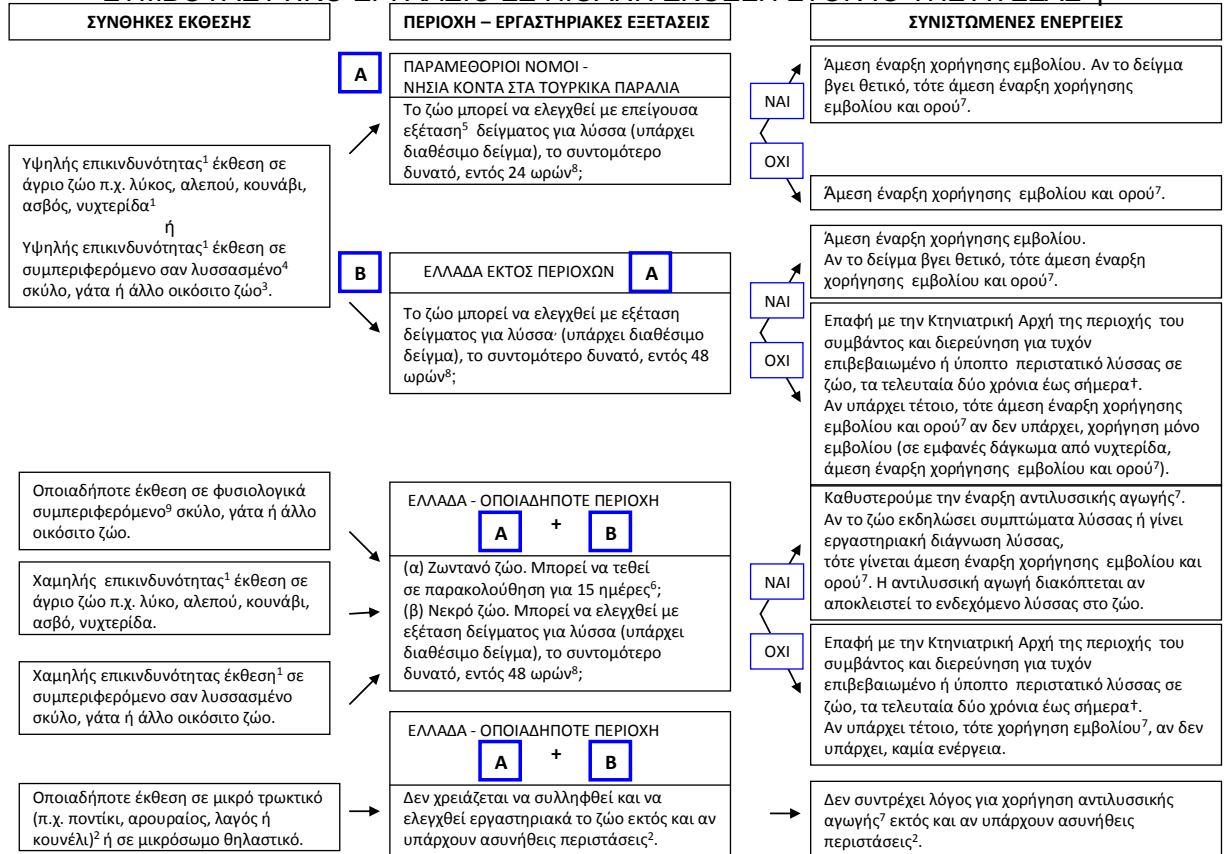 ΣΥΝΘΗΚΕΣ ΕΚΘΕΣΗΣ
ΠΕΡΙΟΧΗ – ΕΡΓΑΣΤΗΡΙΑΚΕΣ ΕΞΕΤΑΣΕΙΣ
ΣΥΝΙΣΤΩΜΕΝΕΣ ΕΝΕΡΓΕΙΕΣ
Υψηλής επικινδυνότητας¹ έκθεση σε
άγριο ζώο π.χ. λύκος, αλεπού, κουνάβι,
ασβός, νυχτερίδα¹
ή
Υψηλής επικινδυνότητας¹ έκθεση σε
συμπεριφερόμενο σαν λυσσασμένο⁴
σκύλο, γάτα ή άλλο οικόσιτο ζώο³.
Α
ΠΑΡΑΜΕΘΟΡΙΟΙ ΝΟΜΟΙ -
ΝΗΣΙΑ ΚΟΝΤΑ ΣΤΑ ΤΟΥΡΚΙΚΑ ΠΑΡΑΛΙΑ
Το ζώο μπορεί να ελεγχθεί με επείγουσα
εξέταση⁵ δείγματος για λύσσα (υπάρχει
διαθέσιμο δείγμα), το συντομότερο
δυνατό, εντός 24 ωρών⁸;
ΝΑΙ
Άμεση έναρξη χορήγησης εμβολίου. Αν το δείγμα
βγει θετικό, τότε άμεση έναρξη χορήγησης
εμβολίου και ορού⁷.
ΟΧΙ
Άμεση έναρξη χορήγησης εμβολίου και ορού⁷.
Β
ΕΛΛΑΔΑ ΕΚΤΟΣ ΠΕΡΙΟΧΩΝ Α
Το ζώο μπορεί να ελεγχθεί με εξέταση
δείγματος για λύσσα, (υπάρχει διαθέσιμο
δείγμα), το συντομότερο δυνατό, εντός 48
ωρών⁸;
ΝΑΙ
Άμεση έναρξη χορήγησης εμβολίου.
Αν το δείγμα βγει θετικό, τότε άμεση έναρξη
χορήγησης εμβολίου και ορού⁷.
ΟΧΙ
Επαφή με την Κτηνιατρική Αρχή της περιοχής του
συμβάντος και διερεύνηση για τυχόν
επιβεβαιωμένο ή ύποπτο περιστατικό λύσσας σε
ζώο, τα τελευταία δύο χρόνια έως σήμερα†.
Αν υπάρχει τέτοιο, τότε άμεση έναρξη χορήγησης
εμβολίου και ορού⁷ αν δεν υπάρχει, χορήγηση μόνο
εμβολίου (σε εμφανές δάγκωμα από νυχτερίδα,
άμεση έναρξη χορήγησης εμβολίου και ορού⁷).
Οποιαδήποτε έκθεση σε φυσιολογικά
συμπεριφερόμενο⁹ σκύλο, γάτα ή άλλο
οικόσιτο ζώο.
Χαμηλής επικινδυνότητας¹ έκθεση σε
άγριο ζώο π.χ. λύκο, αλεπού, κουνάβι,
ασβό, νυχτερίδα.
Χαμηλής επικινδυνότητας έκθεση¹ σε
συμπεριφερόμενο σαν λυσσασμένο
σκύλο, γάτα ή άλλο οικόσιτο ζώο.
ΕΛΛΑΔΑ - ΟΠΟΙΑΔΗΠΟΤΕ ΠΕΡΙΟΧΗ
Α + Β
(α) Ζωντανό ζώο. Μπορεί να τεθεί
σε παρακολούθηση για 15 ημέρες⁶;
(β) Νεκρό ζώο. Μπορεί να ελεγχθεί με
εξέταση δείγματος για λύσσα (υπάρχει
διαθέσιμο δείγμα), το συντομότερο
δυνατό, εντός 48 ωρών⁸;
ΝΑΙ
Καθυστερούμε την έναρξη αντιλυσσικής αγωγής⁷.
Αν το ζώο εκδηλώσει συμπτώματα λύσσας ή γίνει
εργαστηριακή διάγνωση λύσσας,
τότε γίνεται άμεση έναρξη χορήγησης εμβολίου και
ορού⁷. Η αντιλυσσική αγωγή διακόπτεται αν
αποκλειστεί το ενδεχόμενο λύσσας στο ζώο.
ΟΧΙ
Επαφή με την Κτηνιατρική Αρχή της περιοχής του
συμβάντος και διερεύνηση για τυχόν
επιβεβαιωμένο ή ύποπτο περιστατικό λύσσας σε
ζώο, τα τελευταία δύο χρόνια έως σήμερα†.
Αν υπάρχει τέτοιο, τότε χορήγηση εμβολίου⁷, αν δεν
υπάρχει, καμία ενέργεια.
Οποιαδήποτε έκθεση σε μικρό τρωκτικό
(π.χ. ποντίκι, αρουραίος, λαγός ή
κουνέλι)² ή σε μικρόσωμο θηλαστικό.
ΕΛΛΑΔΑ - ΟΠΟΙΑΔΗΠΟΤΕ ΠΕΡΙΟΧΗ
Α + Β
Δεν χρειάζεται να συλληφθεί και να
ελεγχθεί εργαστηριακά το ζώο εκτός και αν
υπάρχουν ασυνήθεις περιστάσεις².
Δεν συντρέχει λόγος για χορήγηση αντιλυσσικής
αγωγής⁷ εκτός και αν υπάρχουν ασυνήθεις
περιστάσεις².